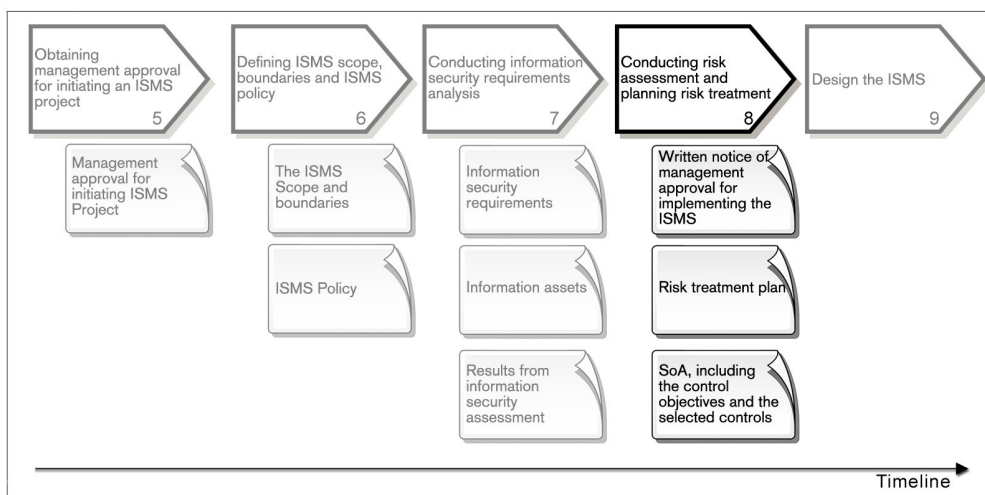 Obtaining
management approval
for initiating an ISMS
project
5
Defining ISMS scope,
boundaries and ISMS
policy
6
Conducting information
security requirements
analysis
7
Conducting risk
assessment and
planning risk treatment
8
Design the ISMS
9
Management
approval for
initiating ISMS
Project
The ISMS
Scope and
boundaries
ISMS Policy
Information
security
requirements
Information assets
Results from
information
security
assessment
Written notice of
management
approval for
implementing the
ISMS
Risk treatment plan
SoA, including
the control
objectives and the
selected controls
Timeline